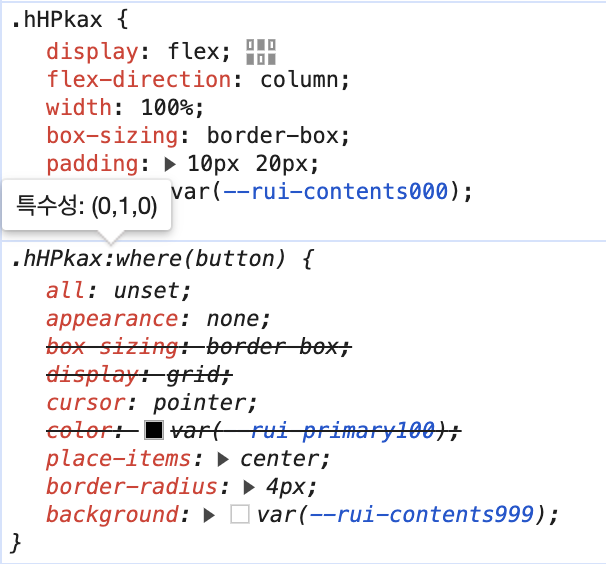 .hHPkax {
display: flex;
flex-direction: column;
width: 100%;
box-sizing: border-box;
padding: 10px 20px;
var(--rui-contents000);
특수성: (0,1,0)
.hHPkax:where(button) {
all: unset;
appearance: none;
box-sizing: border-box;
display: grid;
cursor: pointer;
color: var(--rui-primary100);
place-items: center;
border-radius: 4px;
background: var(--rui-contents999);
}